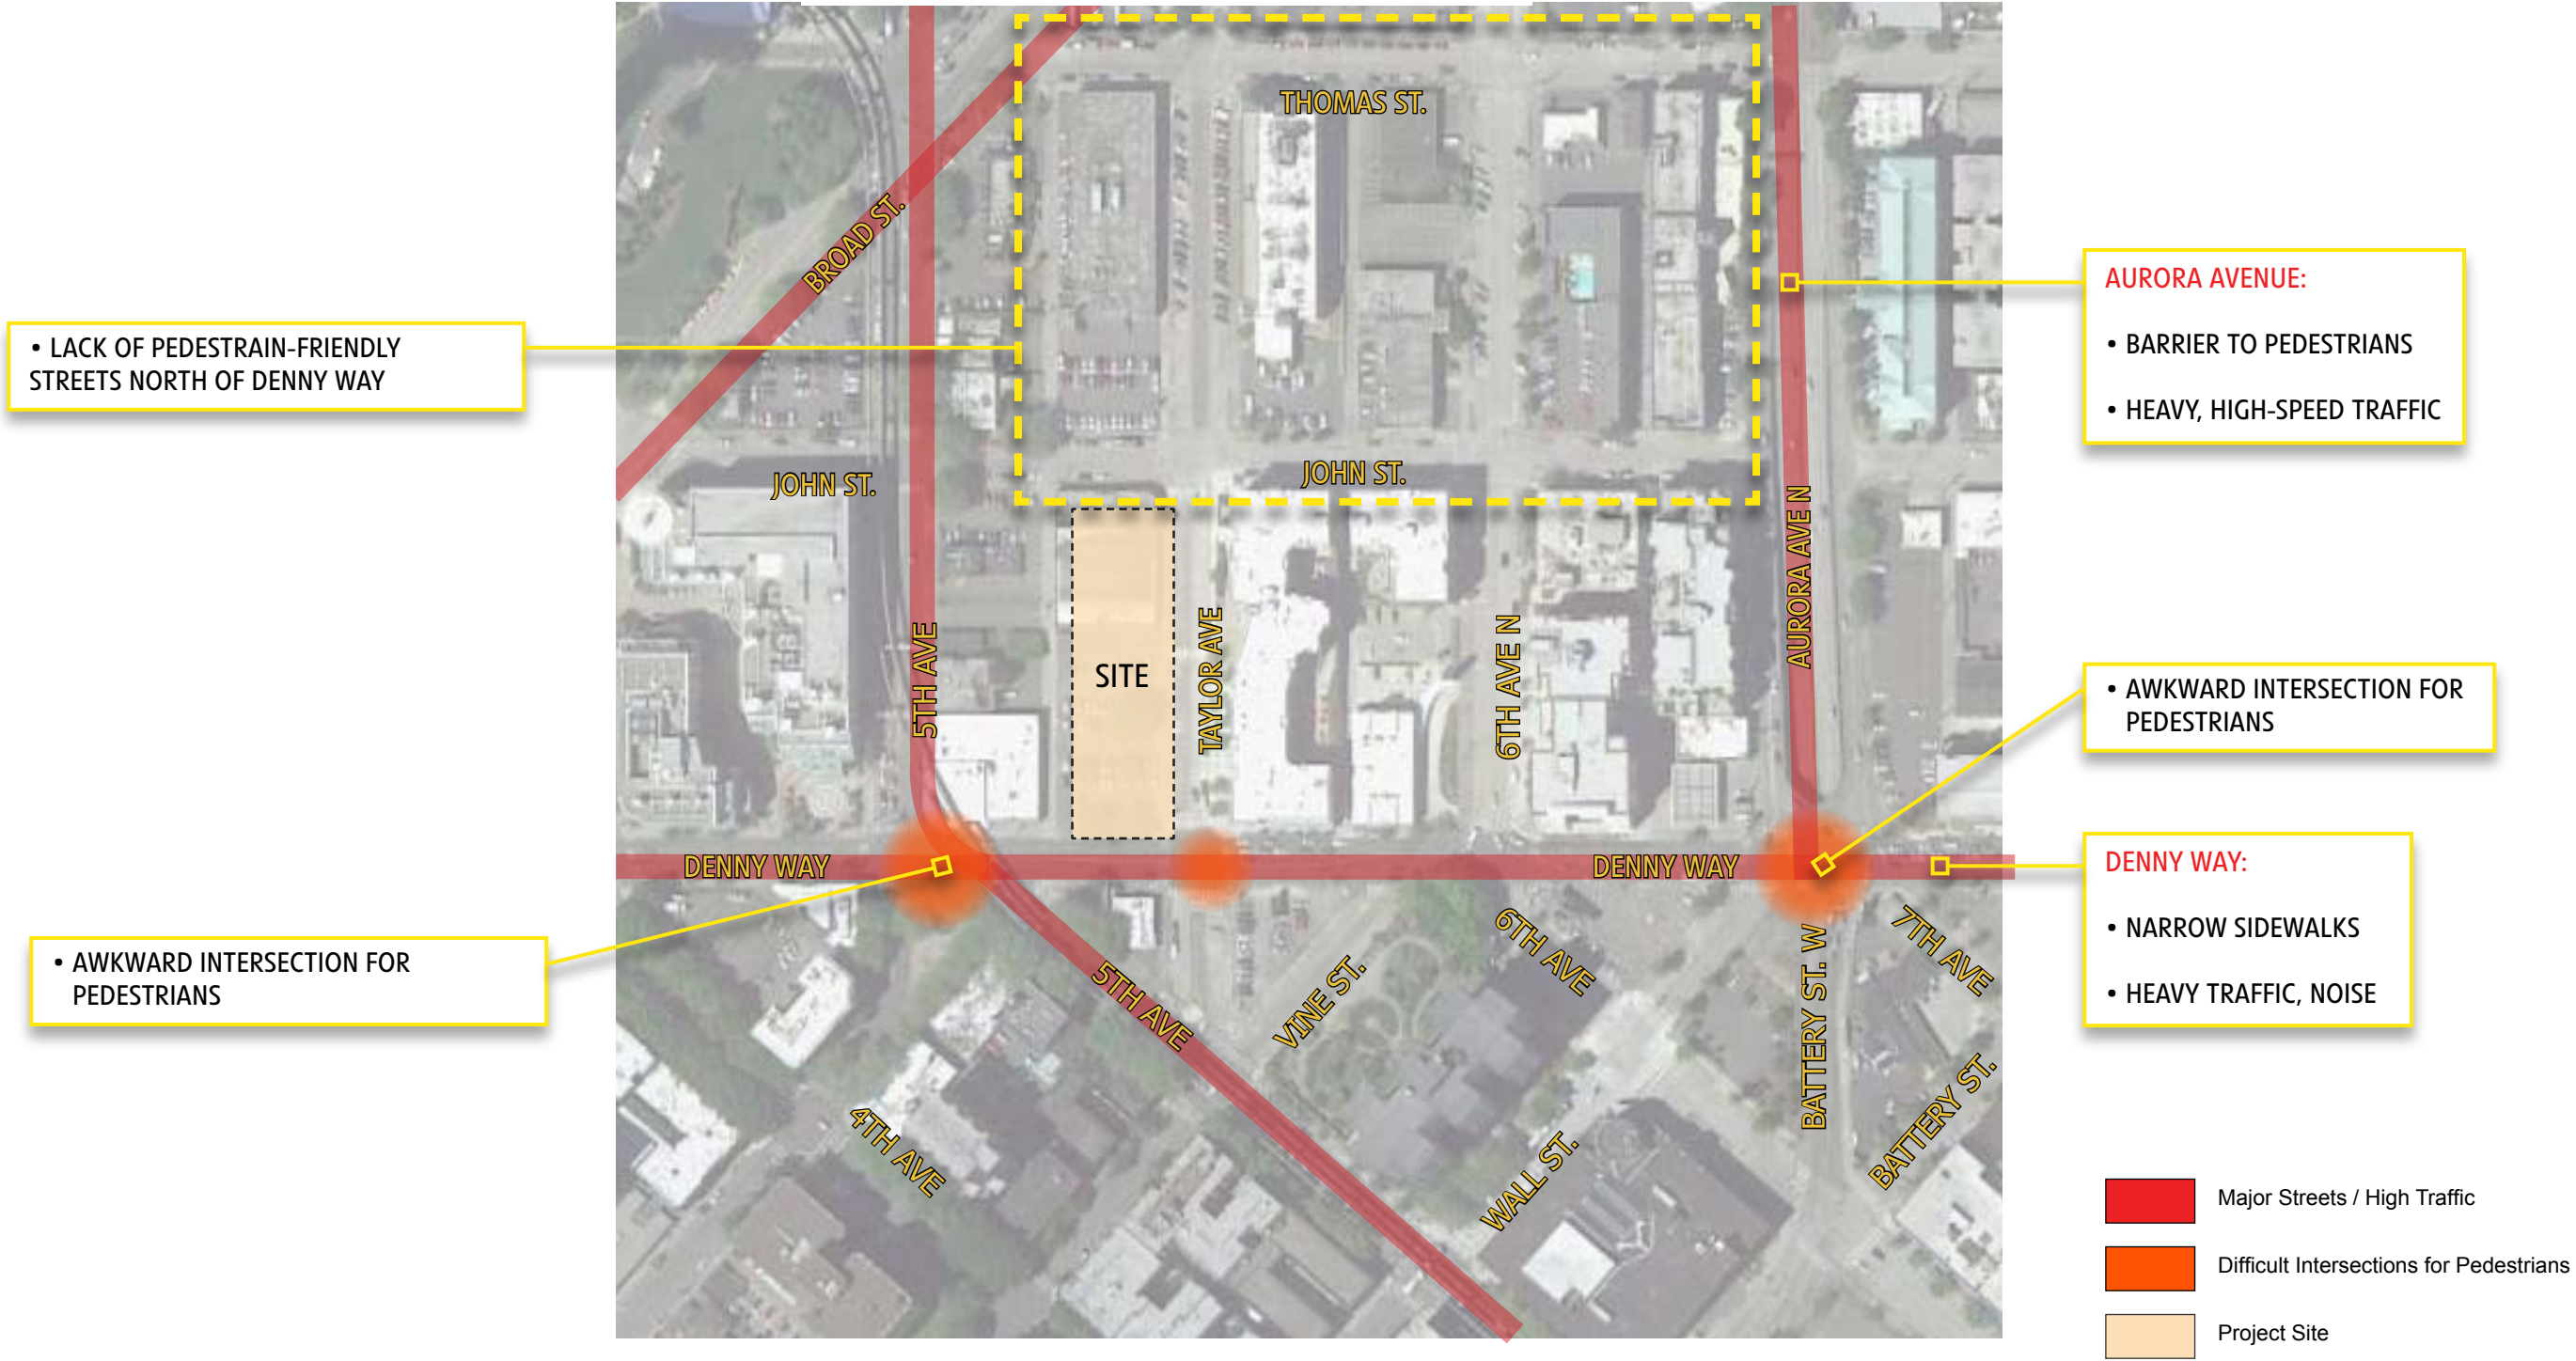 THOMAS ST.
BROAD ST.
AURORA AVENUE:
• BARRIER TO PEDESTRIANS
• HEAVY, HIGH-SPEED TRAFFIC
• LACK OF PEDESTRAIN-FRIENDLY
STREETS NORTH OF DENNY WAY
JOHN ST.
JOHN ST.
AURORA AVE N
5TH AVE
SITE
TAYLOR AVE
6TH AVE N
• AWKWARD INTERSECTION FOR
PEDESTRIANS
DENNY WAY
DENNY WAY
DENNY WAY:
• NARROW SIDEWALKS
• HEAVY TRAFFIC, NOISE
• AWKWARD INTERSECTION FOR
PEDESTRIANS
5TH AVE
VINE ST.
6TH AVE
BATTERY ST. W
7TH AVE
4TH AVE
WALL ST.
BATTERY ST.
Major Streets / High Traffic
Difficult Intersections for Pedestrians
Project Site